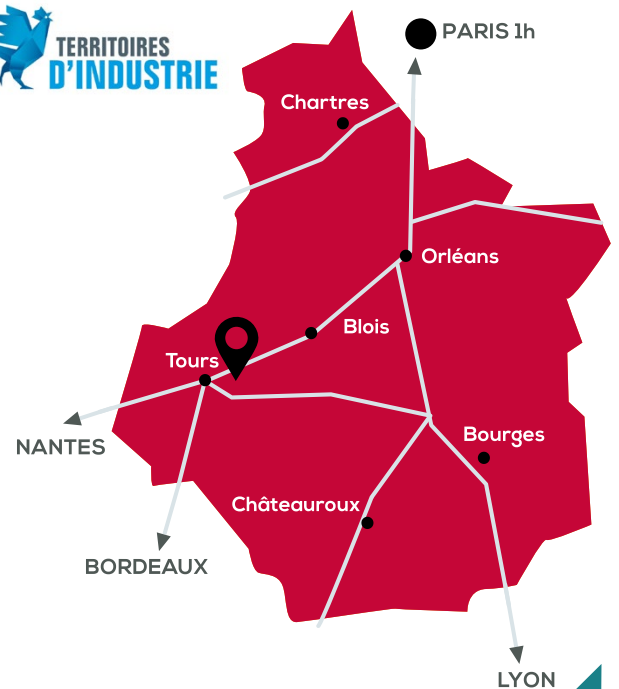 TERRITOIRES
D'INDUSTRIE
PARIS 1h
Chartres
Orléans
Blois
Tours
NANTES
Bourges
Châteauroux
BORDEAUX
LYON